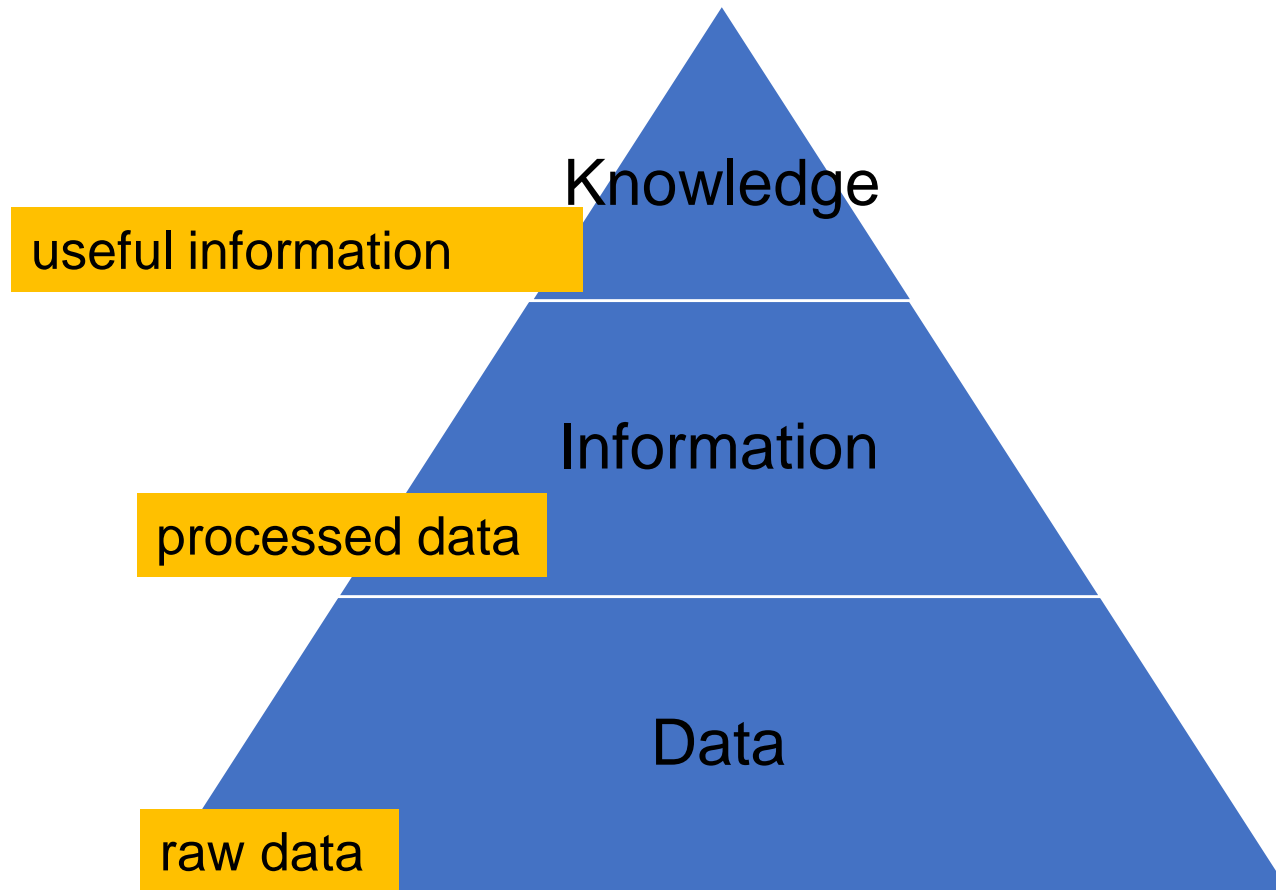 Knowledge
useful information
Information
processed data
Data
raw data